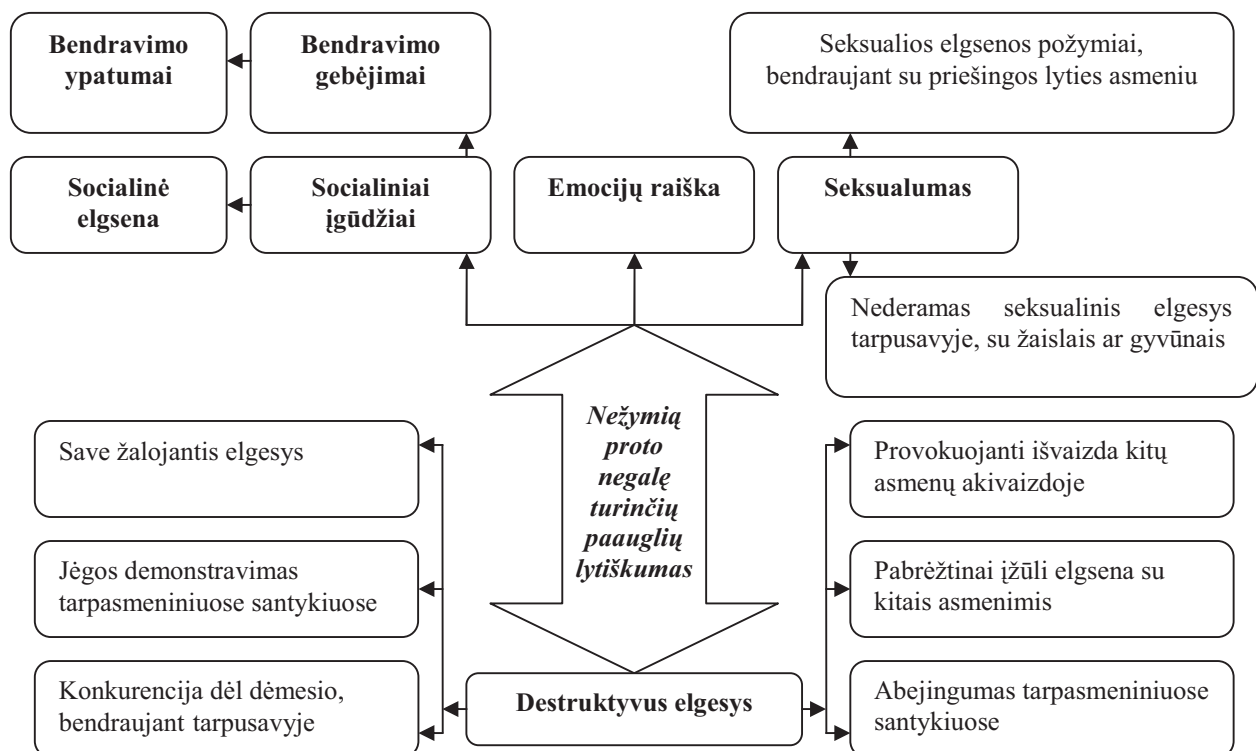 Bendravimo
ypatumai
Bendravimo
gebėjimai
Seksualios elgsenos požymiai,
bendraujant su priešingos lyties asmeniu
Socialinė
elgsena
Socialiniai
įgūdžiai
Emocijų raiška
Seksualumas
Nederamas seksualinis elgesys
tarpusavyje, su žaislais ar gyvūnais
Nežymią
proto
negalę
turinčių
paauglių
lytiškumas
Save žalojantis elgesys
Provokuojanti išvaizda kitų
asmenų akivaizdoje
Jėgos demonstravimas
tarpasmeniniuose santykiuose
Pabrėžtinai įžūli elgsena su
kitais asmenimis
Konkurencija dėl dėmesio,
bendraujant tarpusavyje
Destruktyvus elgesys
Abejingumas tarpasmeniniuose
santykiuose